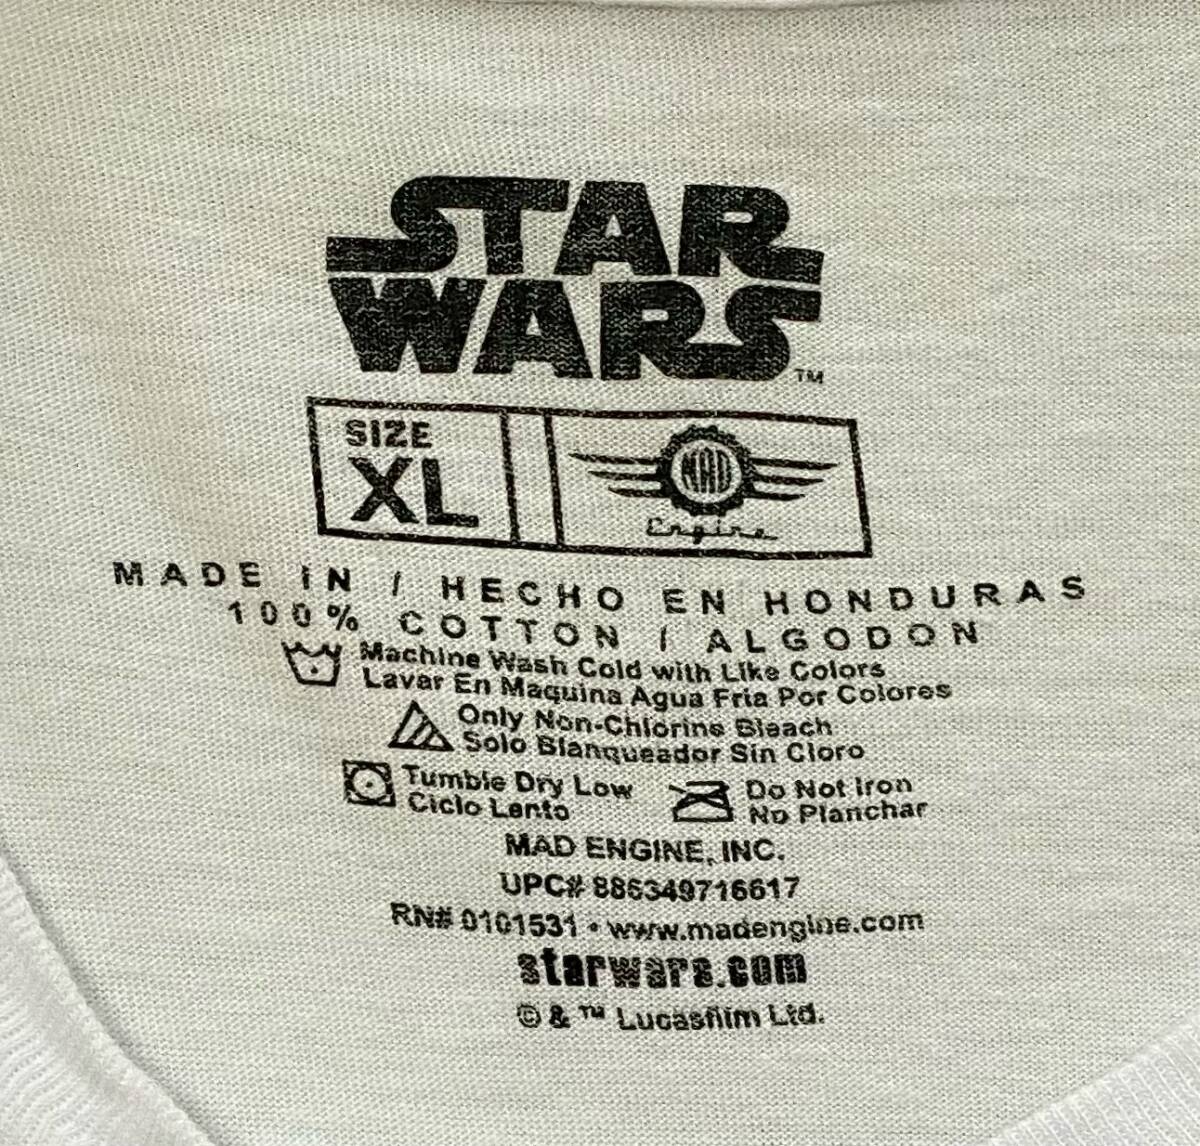 STAR
WARS™
SIZE
XL
MAD
Engine
MADE IN / HECHO EN HONDURAS
100% COTTON / ALGODON
Machine Wash Cold with Like Colors
Lavar En Maquina Agua Fria Por Colores
Only Non-Chlorine Bleach
Solo Blanqueador Sin Cloro
Tumble Dry Low
Ciclo Lento
Do Not Iron
No Planchar
MAD ENGINE, INC.
UPC# 886349716617
RN# 0101531 • www.madengine.com
starwars.com
© & ™ Lucasfilm Ltd.